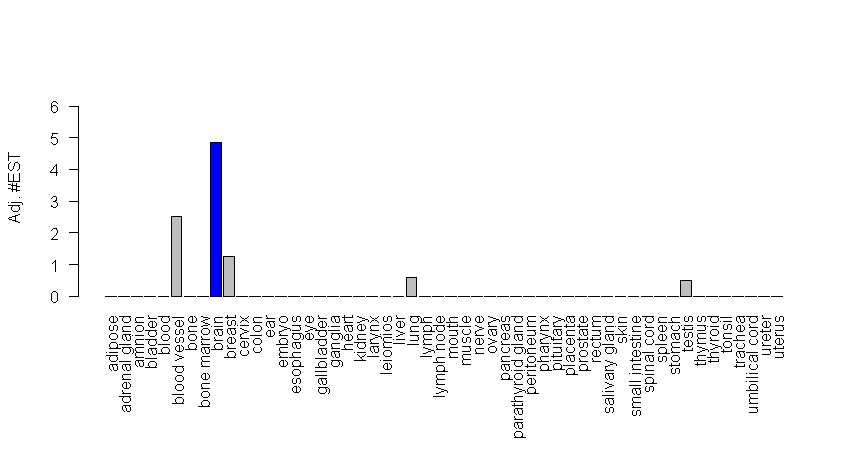 Adj. #EST
6
5
4
3
2
1
0
adipose
adrenal gland
amnion
bladder
blood
blood vessel
bone
bone marrow
brain
breast
cervix
colon
ear
embryo
esophagus
eye
gallbladder
ganglia
heart
kidney
larynx
leiomios
liver
lung
lymph
lymph node
mouth
muscle
nerve
ovary
pancreas
parathyroid gland
peritoneum
pharynx
pituitary
placenta
prostate
rectum
salivary gland
skin
small intestine
spinal cord
spleen
stomach
testis
thymus
thyroid
tonsil
trachea
umbilical cord
ureter
uterus